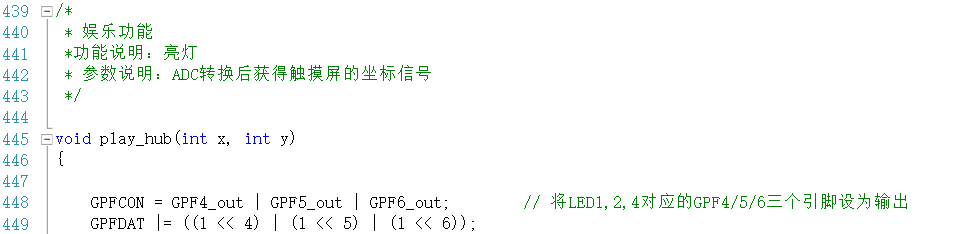 439 /*
440 * 娱乐功能
441 *功能说明：亮灯
442 * 参数说明：ADC转换后获得触摸屏的坐标信号
443 */
444
445 void play_hub(int x, int y)
446 {
447
448 GPFCON = GPF4_out | GPF5_out | GPF6_out; // 将LED1,2,4对应的GPF4/5/6三个引脚设为输出
449 GPFDAT |= ((1 << 4) | (1 << 5) | (1 << 6));